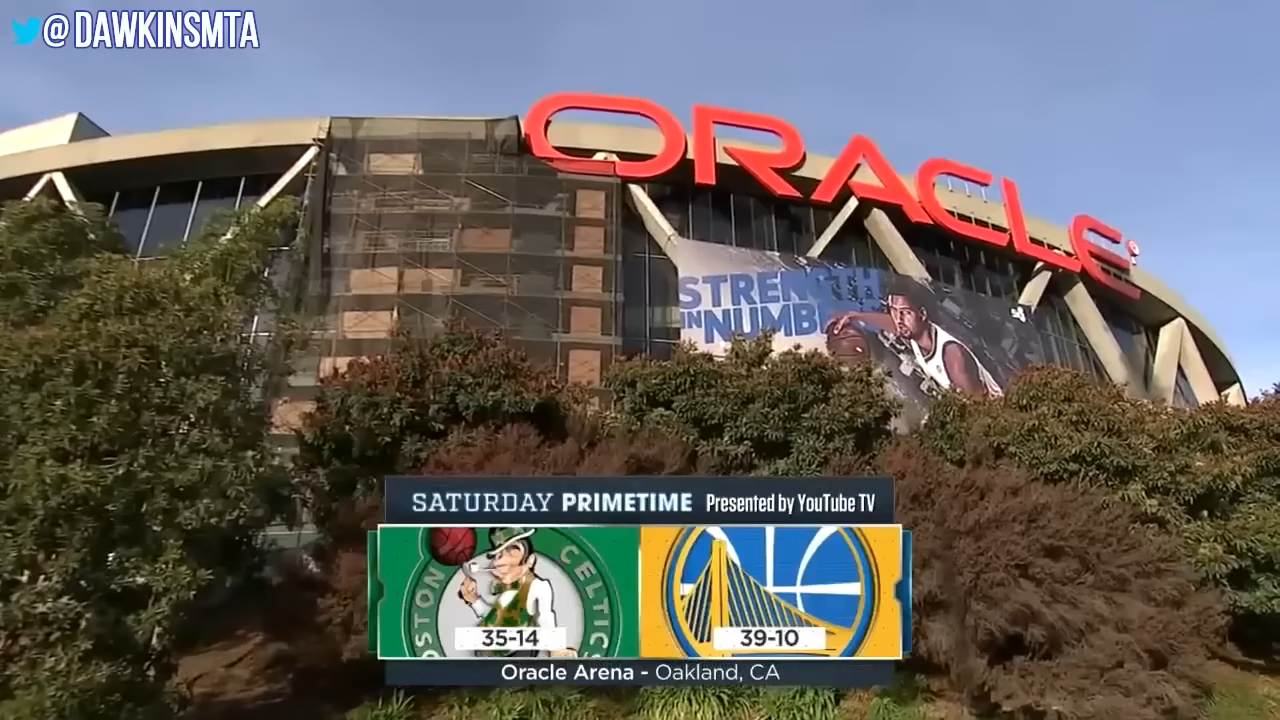 @DAWKINSMTA
ORACLE
STRENGTH
IN NUMB
SATURDAY PRIMETIME Presented by YouTube TV
BOSTON CELTICS
35-14
39-10
Oracle Arena - Oakland, CA